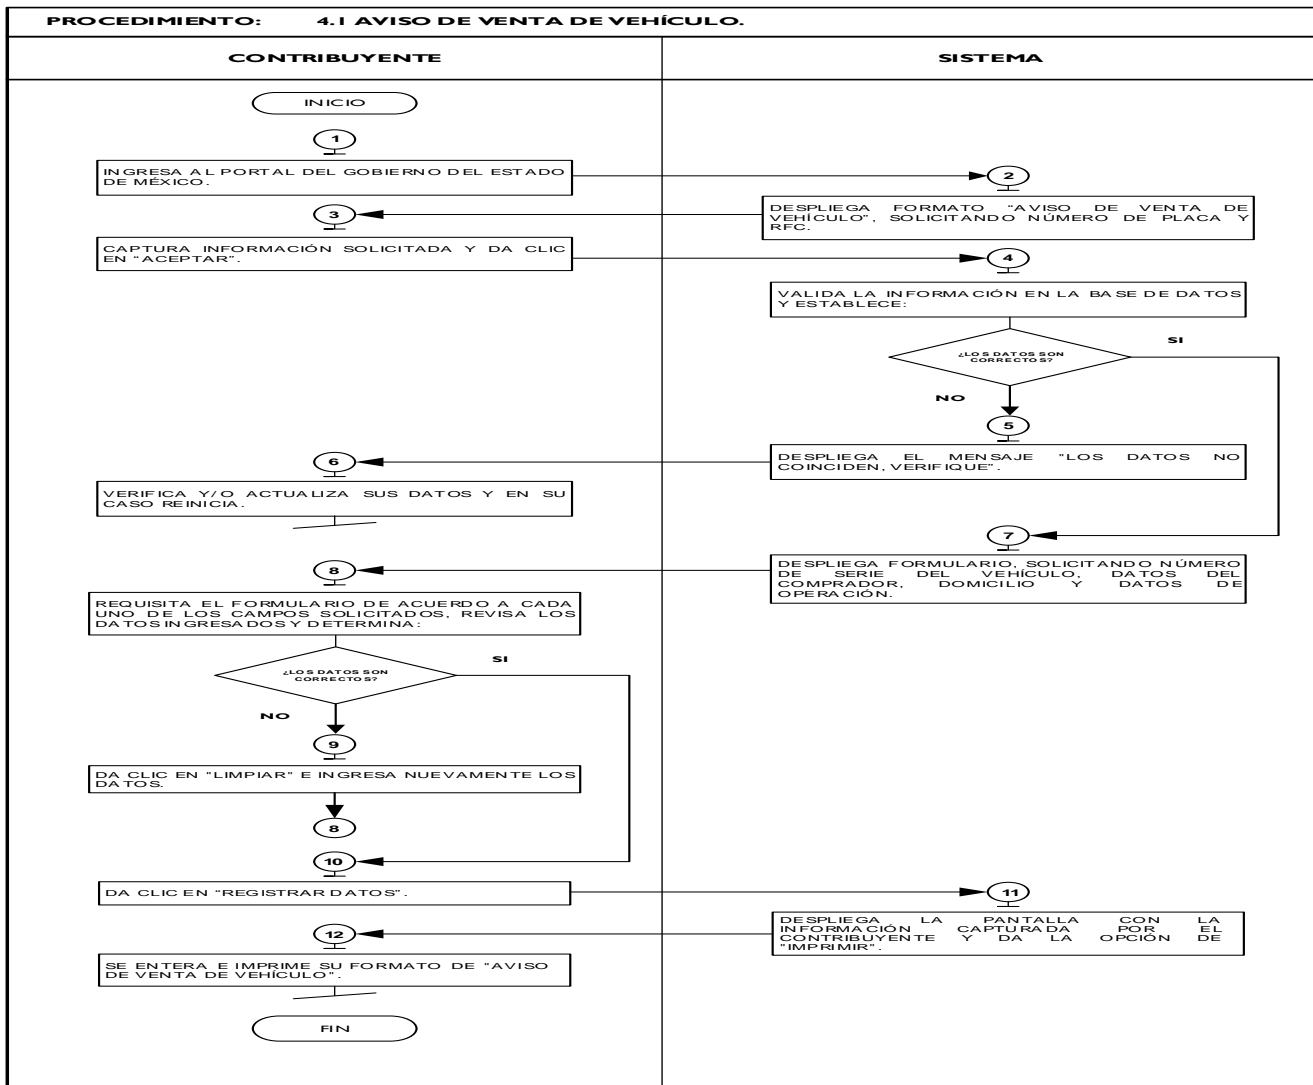 PROCEDIMIENTO: 4.1 AVISO DE VENTA DE VEHÍCULO.
CONTRIBUYENTE
SISTEMA
INICIO
1
INGRESA AL PORTAL DEL GOBIERNO DEL ESTADO
DE MÉXICO.
2
DESPLIEGA FORMATO "AVISO DE VENTA DE
VEHÍCULO", SOLICITANDO NÚMERO DE PLACA Y
RFC.
3
CAPTURA INFORMACIÓN SOLICITADA Y DA CLIC
EN "ACEPTAR".
4
VALIDA LA INFORMACIÓN EN LA BASE DE DATOS
Y ESTABLECE:
¿LOS DATOS SON
CORRECTOS?
SI
NO
5
DESPLIEGA EL MENSAJE "LOS DATOS NO
COINCIDEN, VERIFIQUE".
6
VERIFICA Y/O ACTUALIZA SUS DATOS Y EN SU
CASO REINICIA.
7
DESPLIEGA FORMULARIO, SOLICITANDO NÚMERO
DE SERIE DEL VEHÍCULO, DATOS DEL
COMPRADOR, DOMICILIO Y DATOS DE
OPERACIÓN.
8
REQUISITA EL FORMULARIO DE ACUERDO A CADA
UNO DE LOS CAMPOS SOLICITADOS, REVISA LOS
DATOS INGRESADOS Y DETERMINA:
¿LOS DATOS SON
CORRECTOS?
SI
NO
9
DA CLIC EN "LIMPIAR" E INGRESA NUEVAMENTE LOS
DATOS.
8
10
DA CLIC EN "REGISTRAR DATOS".
11
DESPLIEGA LA PANTALLA CON LA
INFORMACIÓN CAPTURADA POR EL
CONTRIBUYENTE Y DA LA OPCIÓN DE
"IMPRIMIR".
12
SE ENTERA E IMPRIME SU FORMATO DE "AVISO
DE VENTA DE VEHÍCULO".
FIN